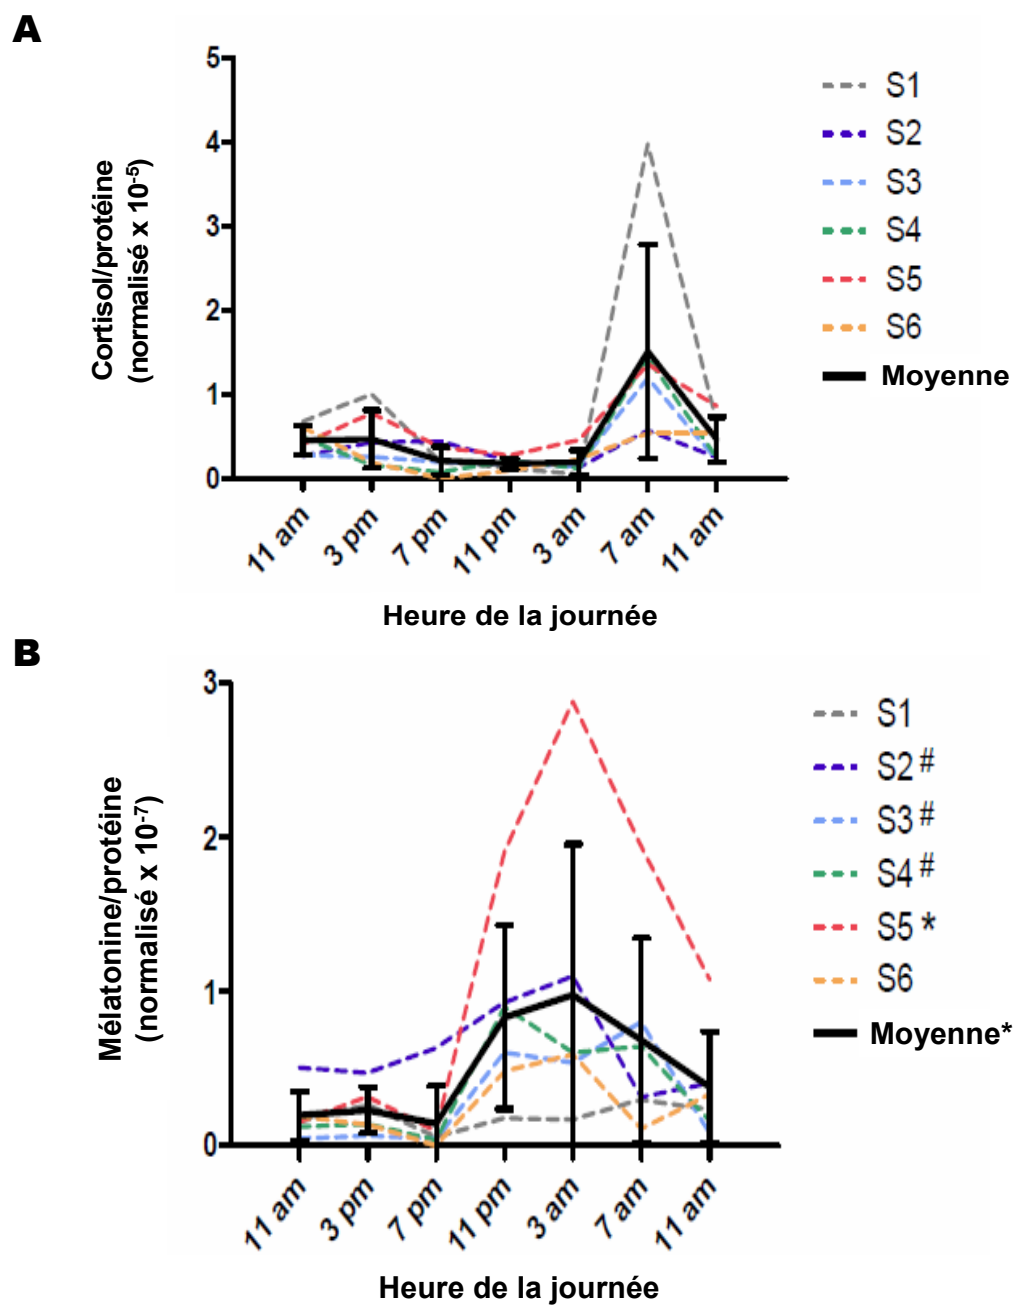 A
Cortisol/protéine
(normalisé x 10⁻⁵)
5
4
3
2
1
0
11 am
3 pm
7 pm
11 pm
3 am
7 am
11 am
Heure de la journée
S1
S2
S3
S4
S5
S6
Moyenne
B
Mélatonine/protéine
(normalisé x 10⁻⁷)
3
2
1
0
11 am
3 pm
7 pm
11 pm
3 am
7 am
11 am
Heure de la journée
S1
S2 #
S3 #
S4 #
S5 *
S6
Moyenne*